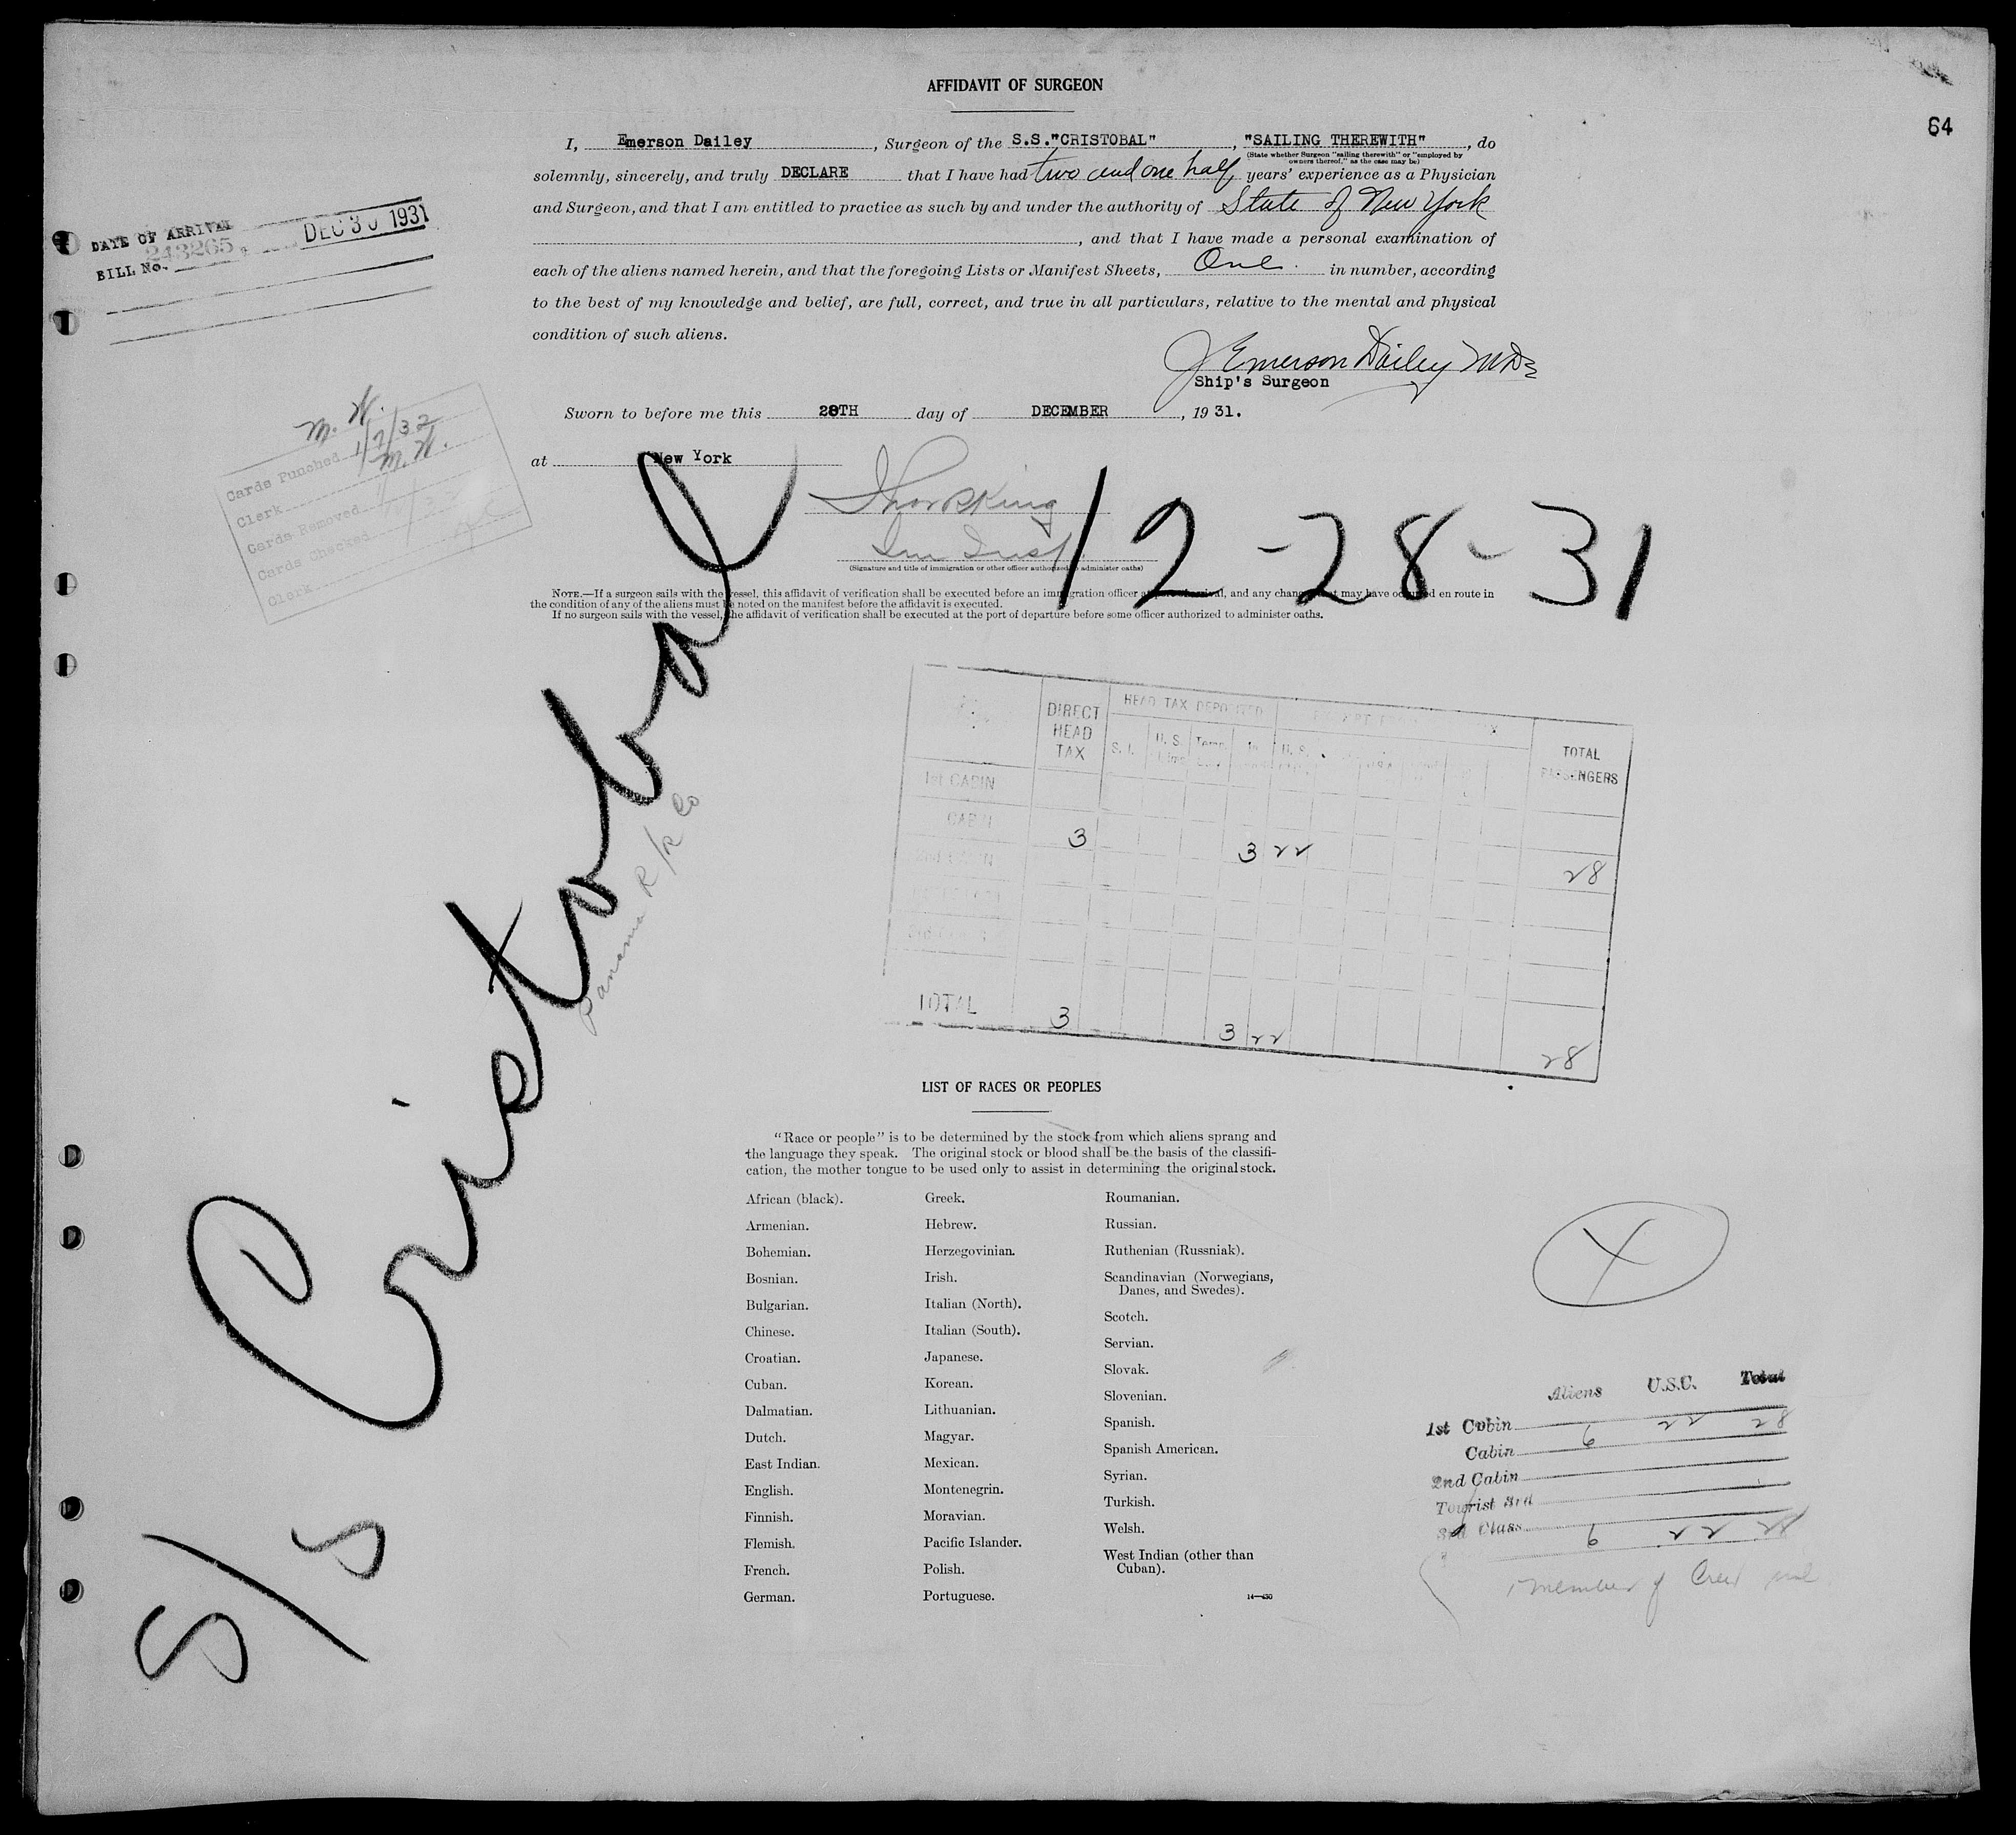 AFFIDAVIT OF SURGEON
64
I, Emerson Dailey, Surgeon of the S.S."CRISTOBAL", "SAILING THEREWITH", do
(State whether Surgeon "sailing therewith" or "employed by
owners thereof," as the case may be)
solemnly, sincerely, and truly DECLARE that I have had two and one half years' experience as a Physician
and Surgeon, and that I am entitled to practice as such by and under the authority of State of New York
, and that I have made a personal examination of
each of the aliens named herein, and that the foregoing Lists or Manifest Sheets, One in number, according
to the best of my knowledge and belief, are full, correct, and true in all particulars, relative to the mental and physical
condition of such aliens.
J Emerson Dailey M.D.
Ship's Surgeon
Sworn to before me this 28TH day of DECEMBER, 1931.
at New York
Imm Insp
(Signature and title of immigration or other officer authorized to administer oaths)
DATE OF ARRIVAL DEC 30 1931
BILL No. 243265
M. W.
Cards Punched 1/7/32
Clerk M. W.
Cards Removed
Cards Checked
Clerk
12-28-31
NOTE.—If a surgeon sails with the vessel, this affidavit of verification shall be executed before an immigration officer at port of arrival, and any change that may have occurred en route in
the condition of any of the aliens must be noted on the manifest before the affidavit is executed.
If no surgeon sails with the vessel, the affidavit of verification shall be executed at the port of departure before some officer authorized to administer oaths.
S/S Cristobal
Panama R/R Co
DIRECT HEAD TAX
HEAD TAX DEPOSITED
S. I.
U. S.
TOTAL PASSENGERS
1st CABIN
CABIN 3 3 22 28
TOTAL 3 3 22 28
LIST OF RACES OR PEOPLES
"Race or people" is to be determined by the stock from which aliens sprang and
the language they speak. The original stock or blood shall be the basis of the classifi-
cation, the mother tongue to be used only to assist in determining the original stock.
African (black).
Armenian.
Bohemian.
Bosnian.
Bulgarian.
Chinese.
Croatian.
Cuban.
Dalmatian.
Dutch.
East Indian.
English.
Finnish.
Flemish.
French.
German.
Greek.
Hebrew.
Herzegovinian.
Irish.
Italian (North).
Italian (South).
Japanese.
Korean.
Lithuanian.
Magyar.
Mexican.
Montenegrin.
Moravian.
Pacific Islander.
Polish.
Portuguese.
Roumanian.
Russian.
Ruthenian (Russniak).
Scandinavian (Norwegians,
Danes, and Swedes).
Scotch.
Servian.
Slovak.
Slovenian.
Spanish.
Spanish American.
Syrian.
Turkish.
Welsh.
West Indian (other than
Cuban).
14—430
X
Aliens U.S.C. Total
1st Cabin 6 22 28
Cabin
2nd Cabin
Tourist 3rd
3rd Class
6 22 28
1 member of Crew